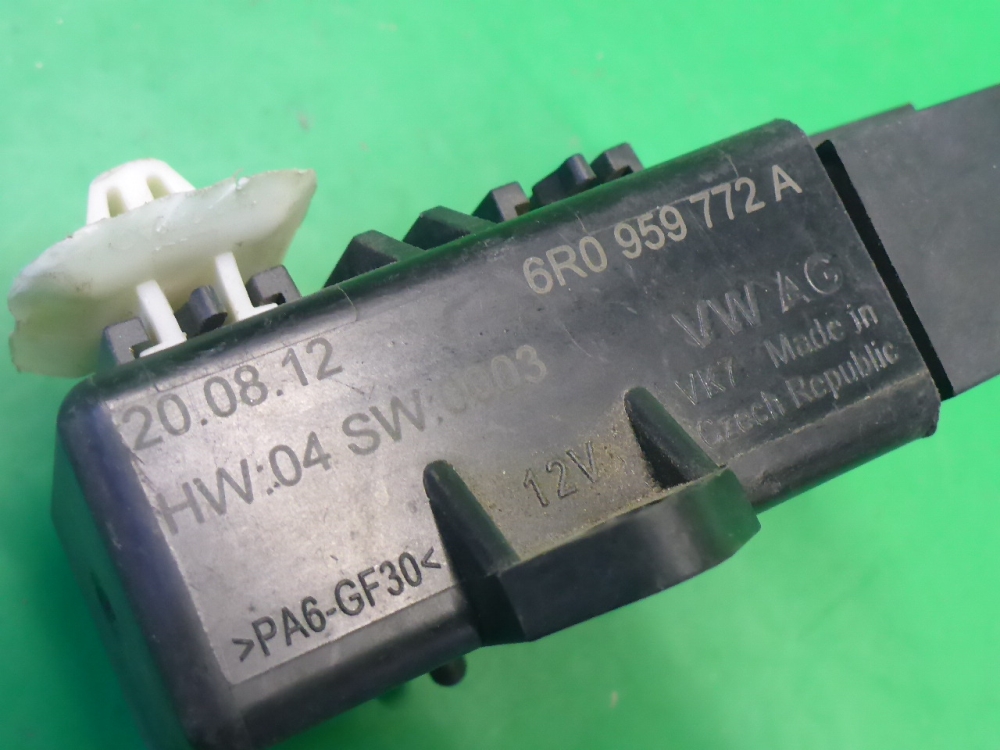 6R0 959 772 A
VW AG
VK7 Made in
Czech Republic
20.08.12
HW:04 SW:0903
12V
>PA6-GF30<